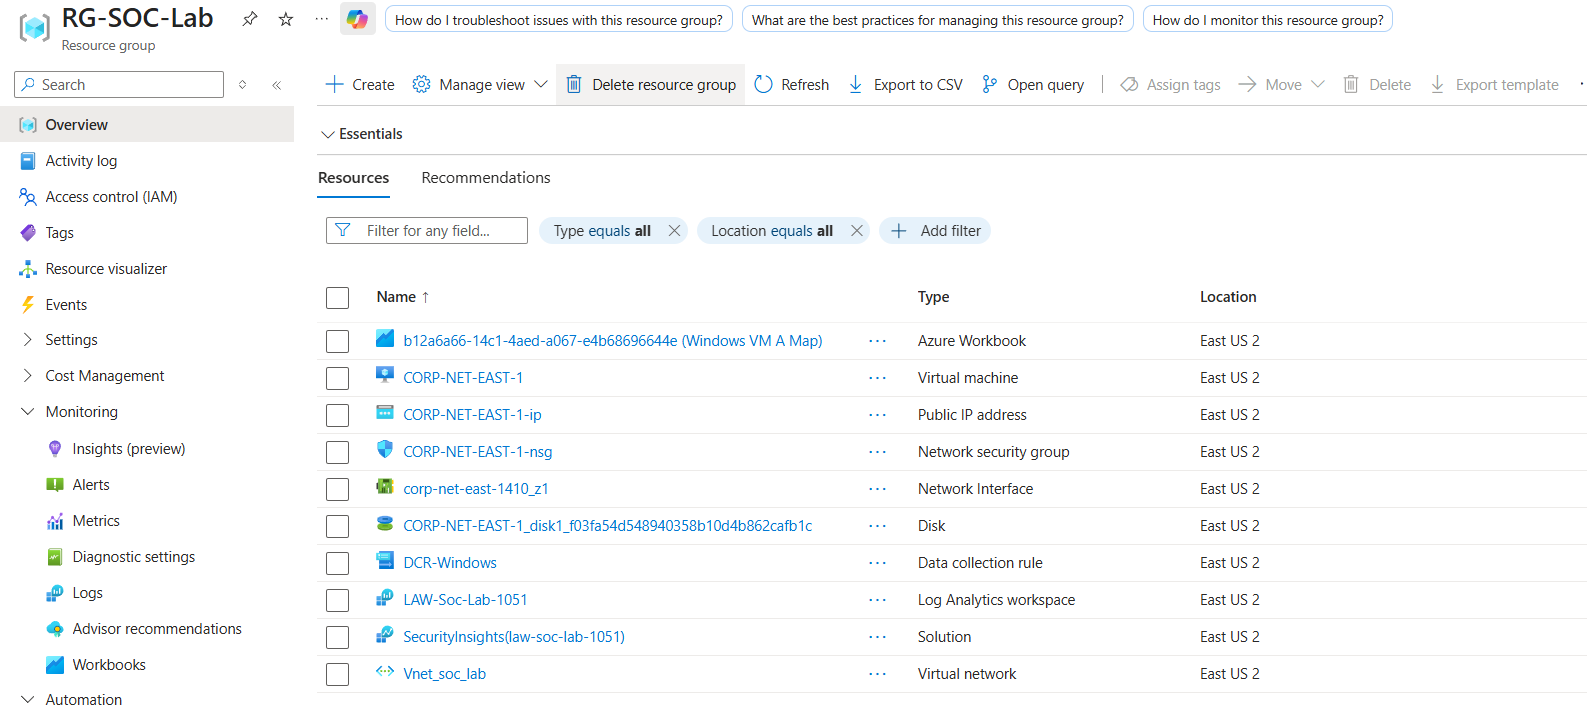 RG-SOC-Lab
Resource group
How do I troubleshoot issues with this resource group?
What are the best practices for managing this resource group?
How do I monitor this resource group?
Search
Create
Manage view
Delete resource group
Refresh
Export to CSV
Open query
Assign tags
Move
Delete
Export template
Overview
Activity log
Access control (IAM)
Tags
Resource visualizer
Events
Settings
Cost Management
Monitoring
Insights (preview)
Alerts
Metrics
Diagnostic settings
Logs
Advisor recommendations
Workbooks
Automation
Essentials
Resources
Recommendations
Filter for any field...
Type equals all
Location equals all
Add filter
Name ↑ Type Location
b12a6a66-14c1-4aed-a067-e4b68696644e (Windows VM A Map) Azure Workbook East US 2
CORP-NET-EAST-1 Virtual machine East US 2
CORP-NET-EAST-1-ip Public IP address East US 2
CORP-NET-EAST-1-nsg Network security group East US 2
corp-net-east-1410_z1 Network Interface East US 2
CORP-NET-EAST-1_disk1_f03fa54d548940358b10d4b862cafb1c Disk East US 2
DCR-Windows Data collection rule East US 2
LAW-Soc-Lab-1051 Log Analytics workspace East US 2
SecurityInsights(law-soc-lab-1051) Solution East US 2
Vnet_soc_lab Virtual network East US 2